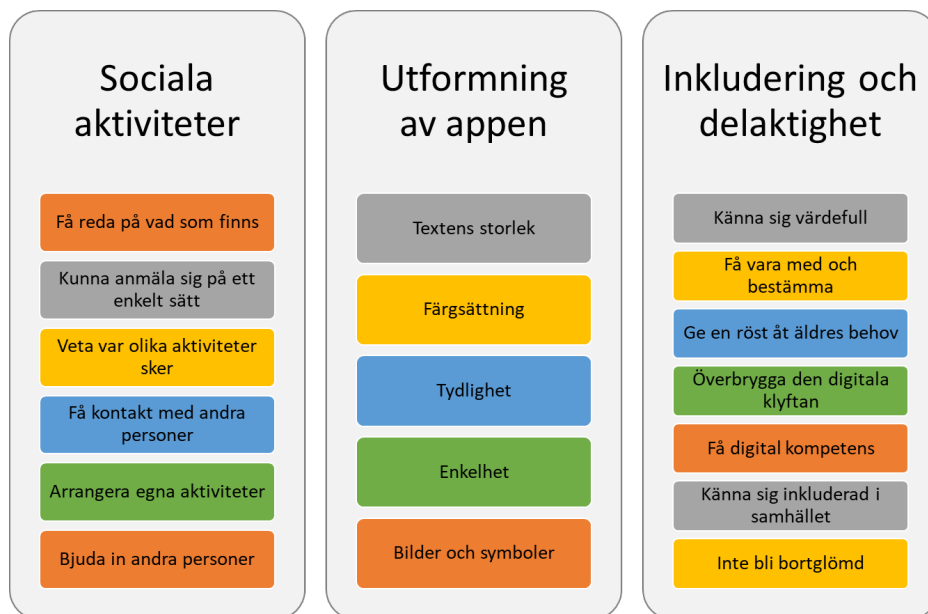 Sociala
aktiviteter
Få reda på vad som finns
Kunna anmäla sig på ett
enkelt sätt
Veta var olika aktiviteter
sker
Få kontakt med andra
personer
Arrangera egna aktiviteter
Bjuda in andra personer
Utformning
av appen
Textens storlek
Färgsättning
Tydlighet
Enkelhet
Bilder och symboler
Inkludering och
delaktighet
Känna sig värdefull
Få vara med och
bestämma
Ge en röst åt äldres behov
Överbrygga den digitala
klyftan
Få digital kompetens
Känna sig inkluderad i
samhället
Inte bli bortglömd